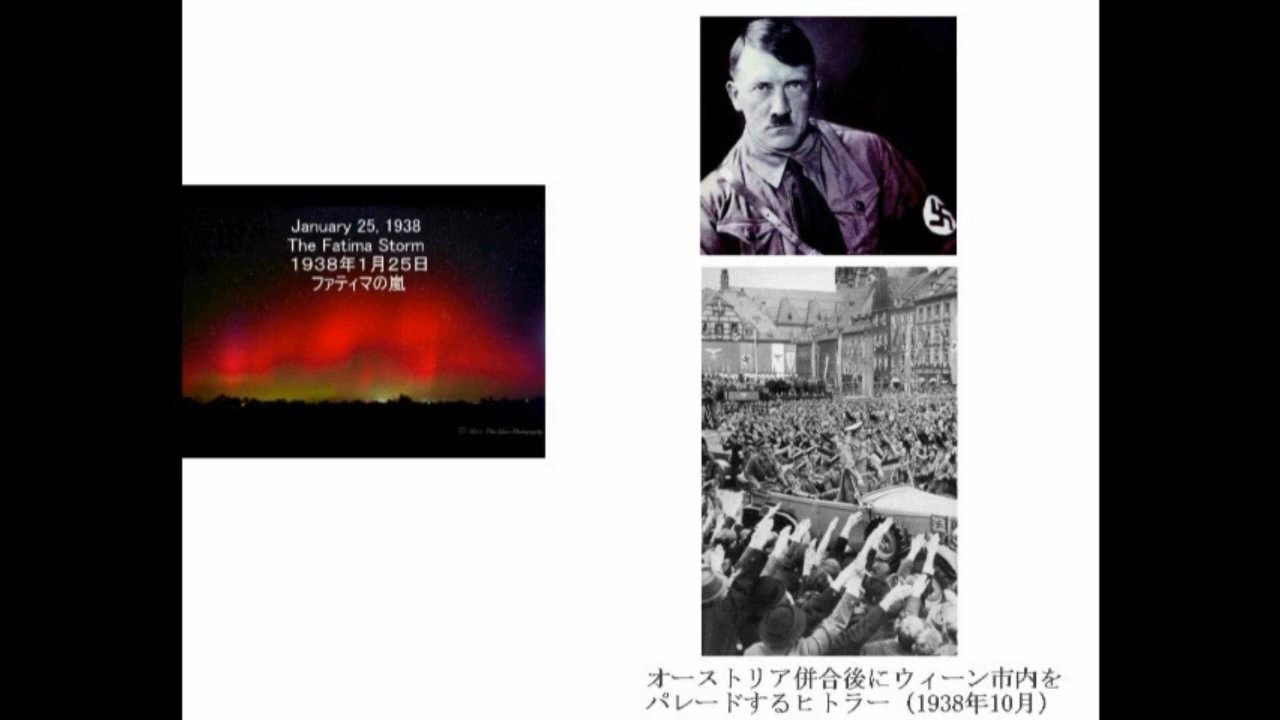 January 25, 1938
The Fatima Storm
1938年1月25日
ファティマの嵐
オーストリア併合後にウィーン市内を
パレードするヒトラー（1938年10月）